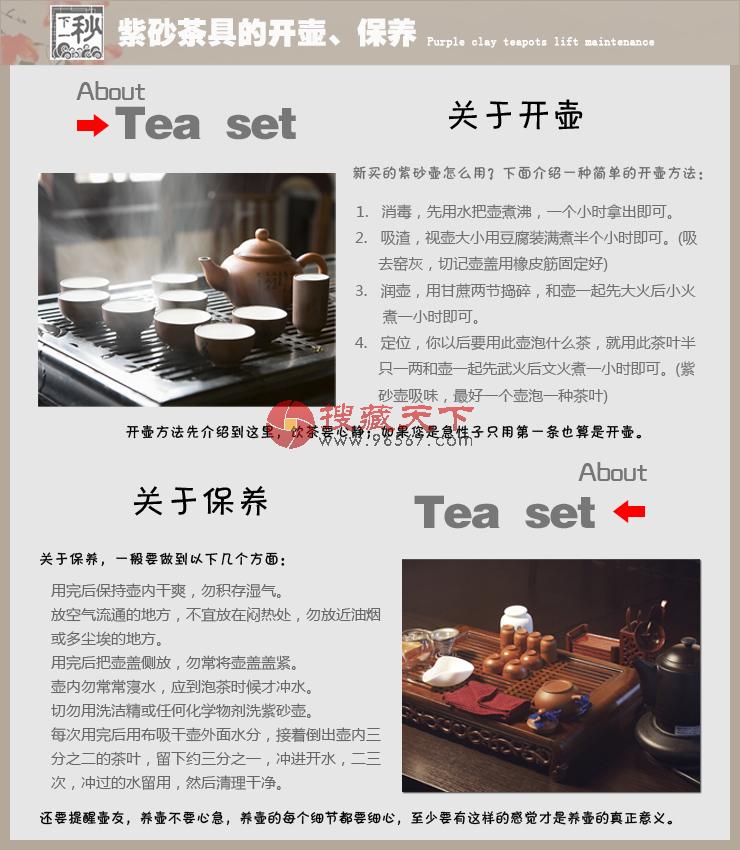 下一秋
紫砂茶具的开壶、保养 Purple clay teapots lift maintenance
About
Tea set
关于开壶
新买的紫砂壶怎么用？下面介绍一种简单的开壶方法：
1. 消毒，先用水把壶煮沸，一个小时拿出即可。
2. 吸渣，视壶大小用豆腐装满煮半个小时即可。(吸
去窑灰，切记壶盖用橡皮筋固定好)
3. 润壶，用甘蔗两节捣碎，和壶一起先大火后小火
煮一小时即可。
4. 定位，你以后要用此壶泡什么茶，就用此茶叶半
只一两和壶一起先武火后文火煮一小时即可。(紫
砂壶吸味，最好一个壶泡一种茶叶)
搜藏天下
www.96567.com
开壶方法先介绍到这里，饮茶要心静；如果您是急性子只用第一条也算是开壶。
About
Tea set
关于保养
关于保养，一般要做到以下几个方面：
用完后保持壶内干爽，勿积存湿气。
放空气流通的地方，不宜放在闷热处，勿放近油烟
或多尘埃的地方。
用完后把壶盖侧放，勿常将壶盖盖紧。
壶内勿常常寖水，应到泡茶时候才冲水。
切勿用洗洁精或任何化学物剂洗紫砂壶。
每次用完后用布吸干壶外面水分，接着倒出壶内三
分之二的茶叶，留下约三分之一，冲进开水，二三
次，冲过的水留用，然后清理干净。
还要提醒壶友，养壶不要心急，养壶的每个细节都要细心，至少要有这样的感觉才是养壶的真正意义。